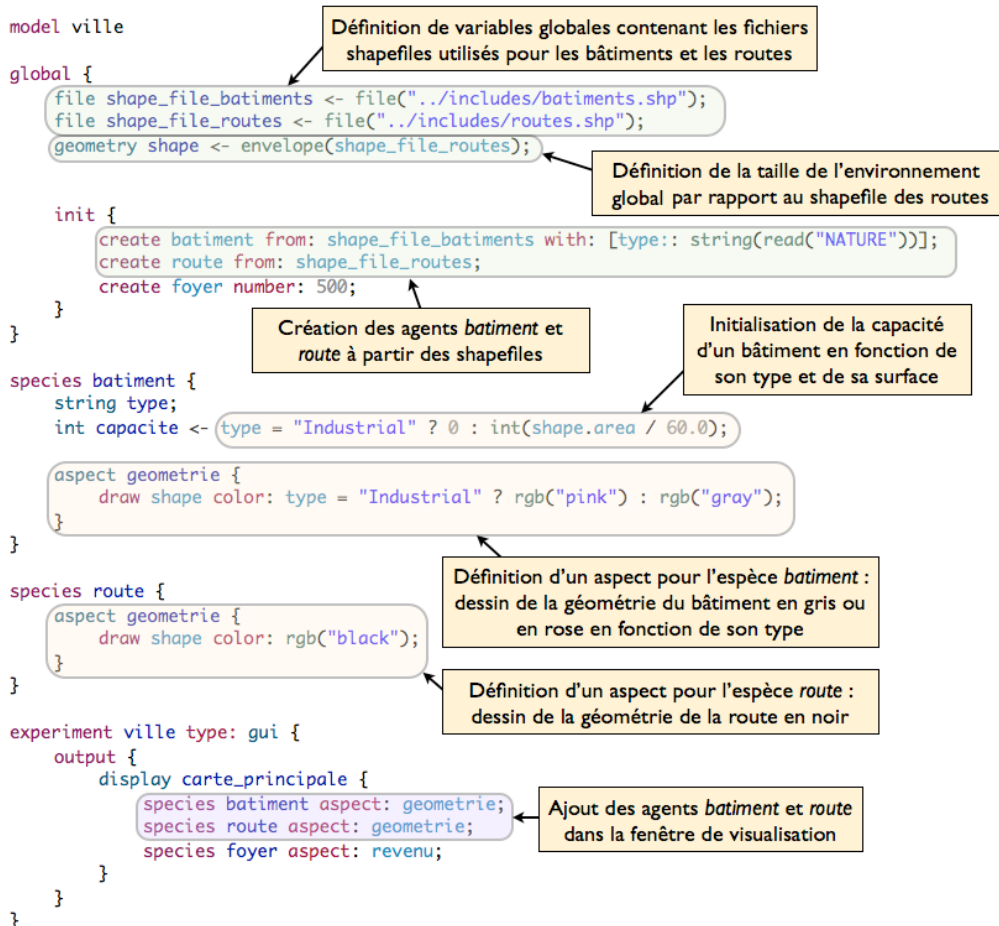 model ville
Définition de variables globales contenant les fichiers
shapefiles utilisés pour les bâtiments et les routes
global {
file shape_file_batiments <- file("../includes/batiments.shp");
file shape_file_routes <- file("../includes/routes.shp");
geometry shape <- envelope(shape_file_routes);
Définition de la taille de l'environnement
global par rapport au shapefile des routes
init {
create batiment from: shape_file_batiments with: [type:: string(read("NATURE"))];
create route from: shape_file_routes;
create foyer number: 500;
}
}
Création des agents batiment et
route à partir des shapefiles
Initialisation de la capacité
d'un bâtiment en fonction de
son type et de sa surface
species batiment {
string type;
int capacite <- type = "Industrial" ? 0 : int(shape.area / 60.0);
aspect geometrie {
draw shape color: type = "Industrial" ? rgb("pink") : rgb("gray");
}
}
Définition d'un aspect pour l'espèce batiment :
dessin de la géométrie du bâtiment en gris ou
en rose en fonction de son type
species route {
aspect geometrie {
draw shape color: rgb("black");
}
}
Définition d'un aspect pour l'espèce route :
dessin de la géométrie de la route en noir
experiment ville type: gui {
output {
display carte_principale {
species batiment aspect: geometrie;
species route aspect: geometrie;
species foyer aspect: revenu;
}
}
}
Ajout des agents batiment et route
dans la fenêtre de visualisation